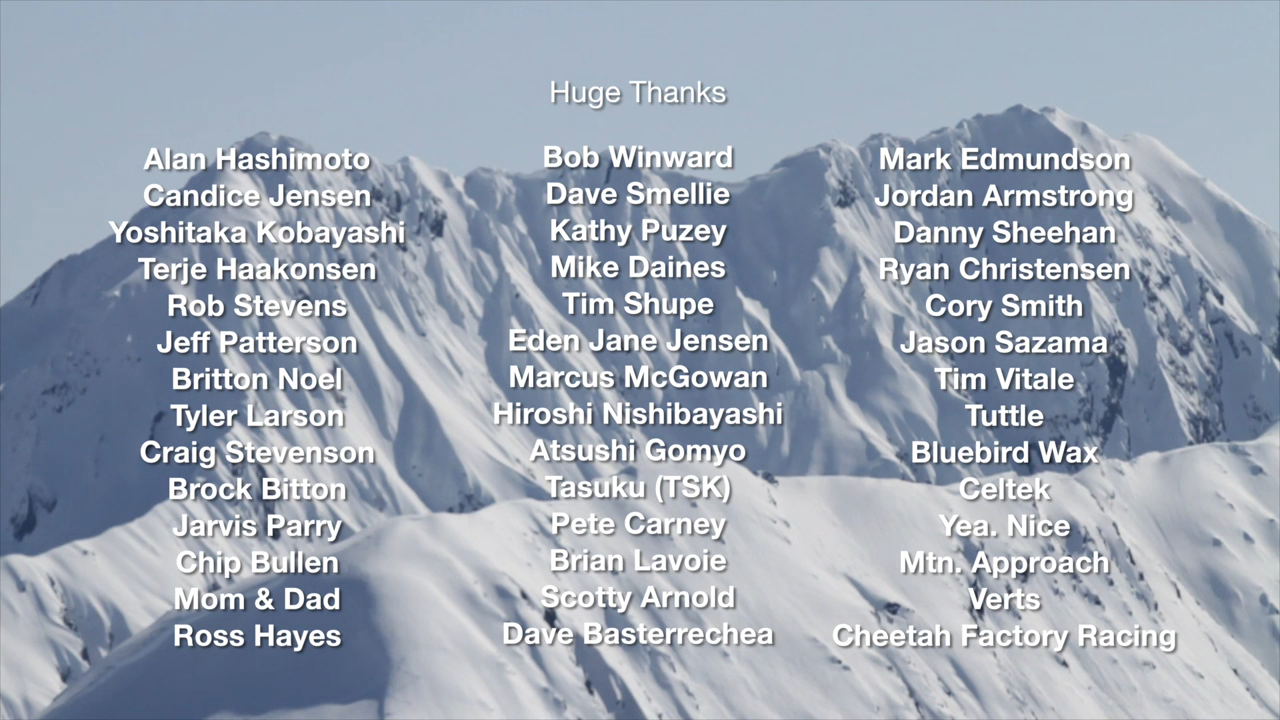 Huge Thanks
Alan Hashimoto
Candice Jensen
Yoshitaka Kobayashi
Terje Haakonsen
Rob Stevens
Jeff Patterson
Britton Noel
Tyler Larson
Craig Stevenson
Brock Bitton
Jarvis Parry
Chip Bullen
Mom & Dad
Ross Hayes
Bob Winward
Dave Smellie
Kathy Puzey
Mike Daines
Tim Shupe
Eden Jane Jensen
Marcus McGowan
Hiroshi Nishibayashi
Atsushi Gomyo
Tasuku (TSK)
Pete Carney
Brian Lavoie
Scotty Arnold
Dave Basterrechea
Mark Edmundson
Jordan Armstrong
Danny Sheehan
Ryan Christensen
Cory Smith
Jason Sazama
Tim Vitale
Tuttle
Bluebird Wax
Celtek
Yea. Nice
Mtn. Approach
Verts
Cheetah Factory Racing